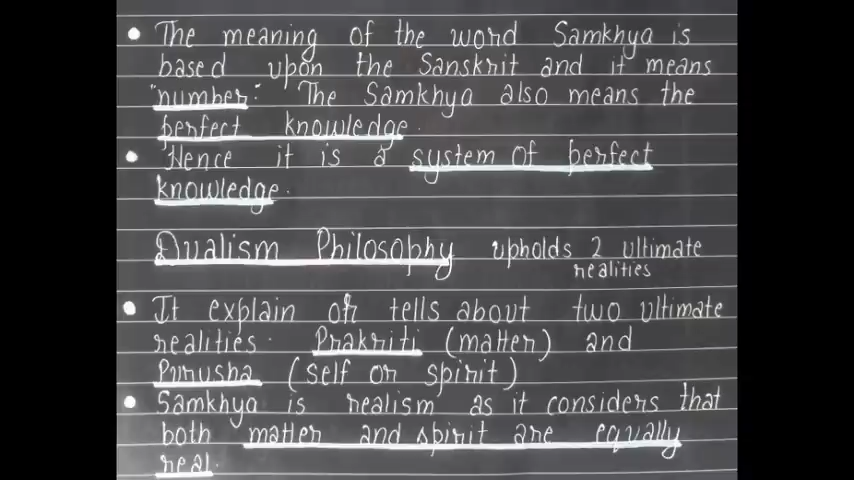 • The meaning of the word Samkhya is
based upon the Sanskrit and it means
"number". The Samkhya also means the
perfect knowledge.
• Hence it is a system of perfect
knowledge.
Dualism Philosophy upholds 2 ultimate
realities
• It explain or tells about two ultimate
realities. Prakriti (matter) and
Purusha (self or spirit)
• Samkhya is realism as it considers that
both matter and spirit are equally
real.